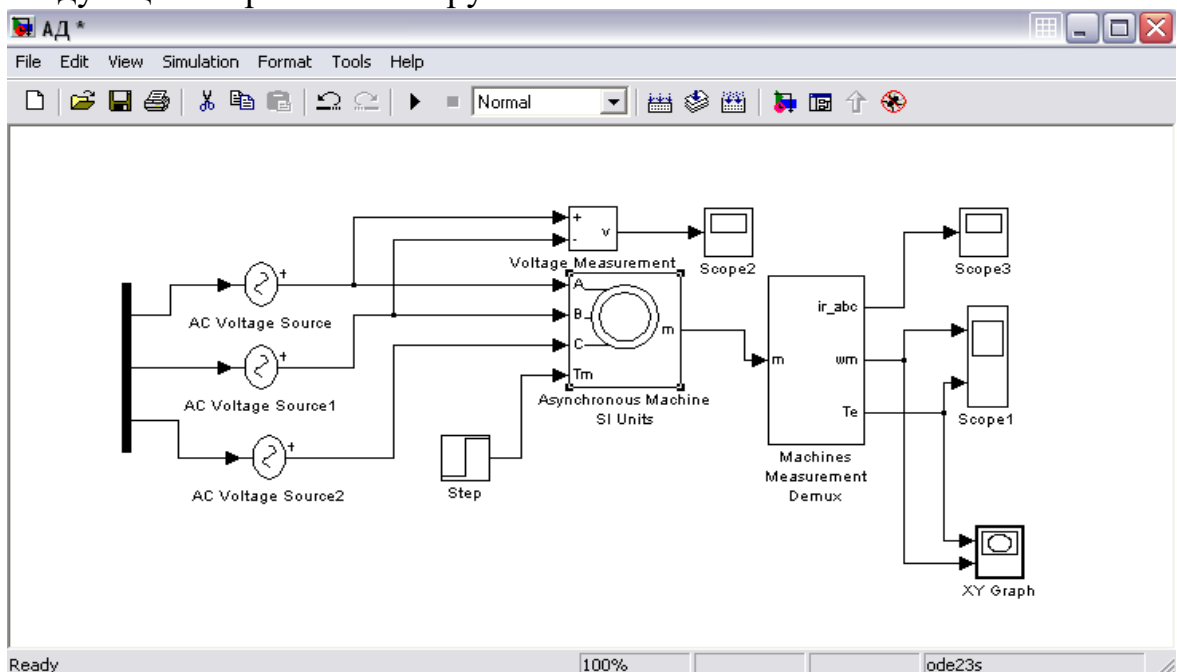 АД *
File Edit View Simulation Format Tools Help
Normal
+
-
v
Voltage Measurement
Scope2
Scope3
+
AC Voltage Source
A
B
C
Tm
m
Asynchronous Machine
SI Units
ir_abc
m
wm
Te
Machines
Measurement
Demux
Scope1
+
AC Voltage Source1
+
AC Voltage Source2
Step
XY Graph
Ready 100% ode23s